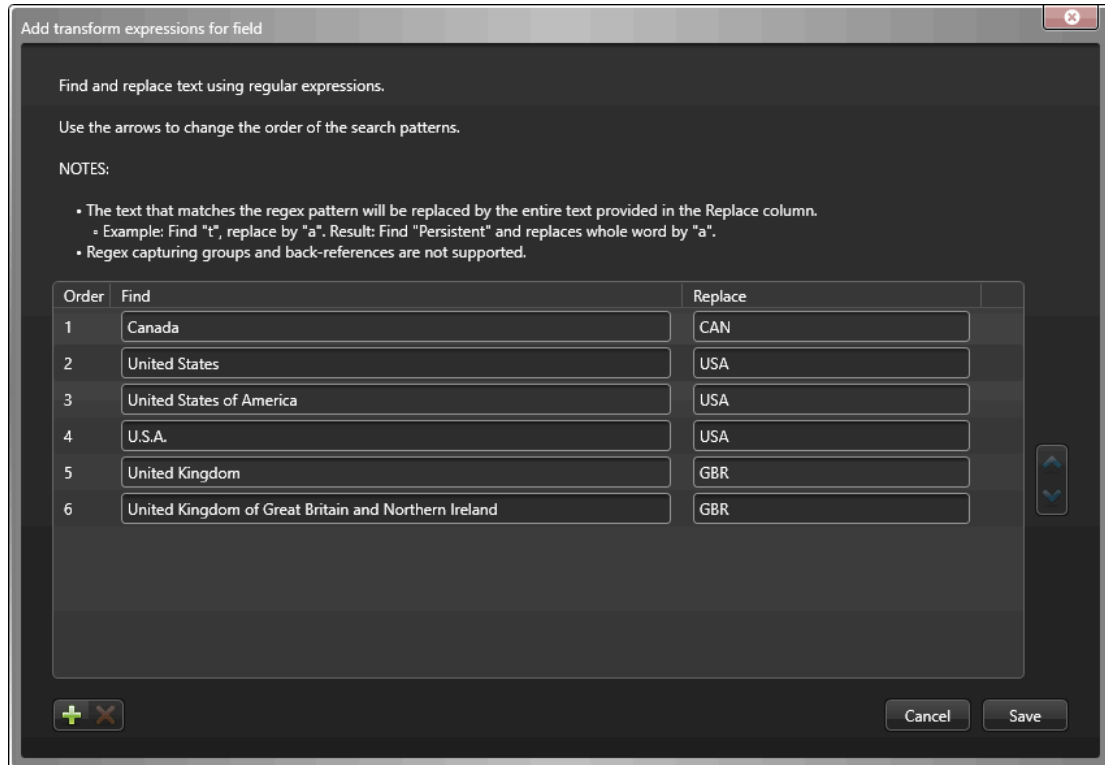 Add transform expressions for field
Find and replace text using regular expressions.
Use the arrows to change the order of the search patterns.
NOTES:
• The text that matches the regex pattern will be replaced by the entire text provided in the Replace column.
▫ Example: Find "t", replace by "a". Result: Find "Persistent" and replaces whole word by "a".
• Regex capturing groups and back-references are not supported.
Order Find Replace
1 Canada CAN
2 United States USA
3 United States of America USA
4 U.S.A. USA
5 United Kingdom GBR
6 United Kingdom of Great Britain and Northern Ireland GBR
Cancel Save